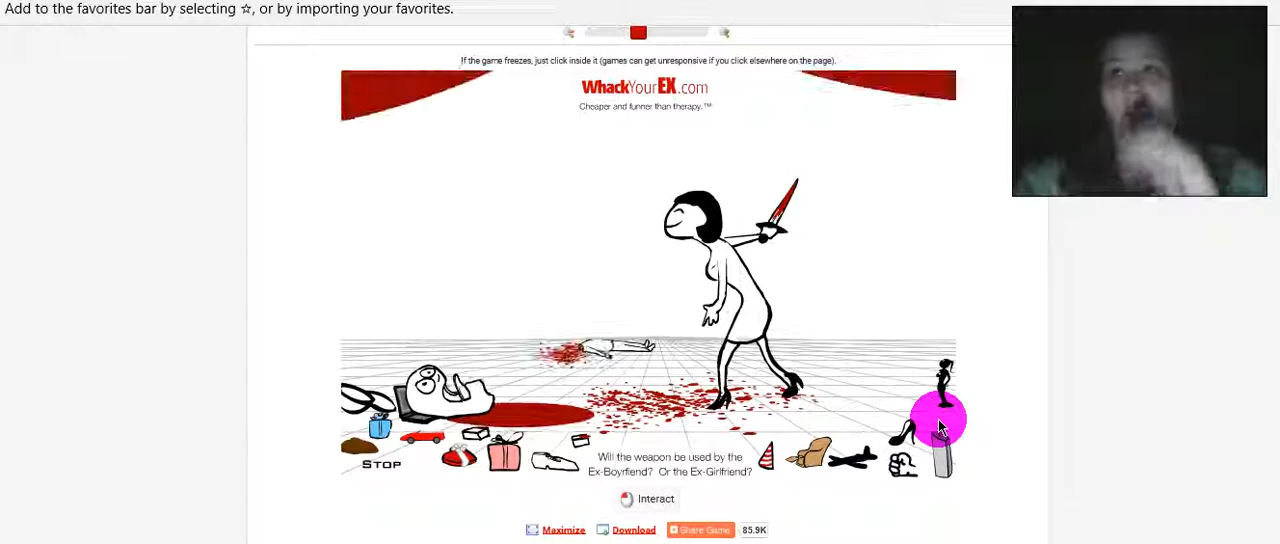 Add to the favorites bar by selecting ☆, or by importing your favorites.
If the game freezes, just click inside it (games can get unresponsive if you click elsewhere on the page).
WhackYourEX.com
Cheaper and funner than therapy.™
STOP
Will the weapon be used by the
Ex-Boyrfiend? Or the Ex-Girlfriend?
Interact
Maximize Download Share Game 85.9K